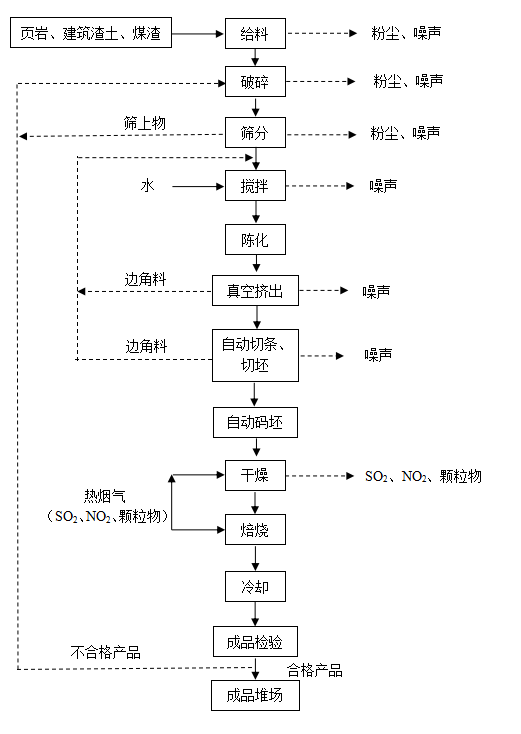 页岩、建筑渣土、煤渣
给料
粉尘、噪声
破碎
粉尘、噪声
筛上物
筛分
粉尘、噪声
水
搅拌
噪声
陈化
边角料
真空挤出
噪声
边角料
自动切条、
切坯
噪声
自动码坯
干燥
SO₂、NO₂、颗粒物
热烟气
（SO₂、NO₂、颗粒物）
焙烧
冷却
成品检验
不合格产品
合格产品
成品堆场